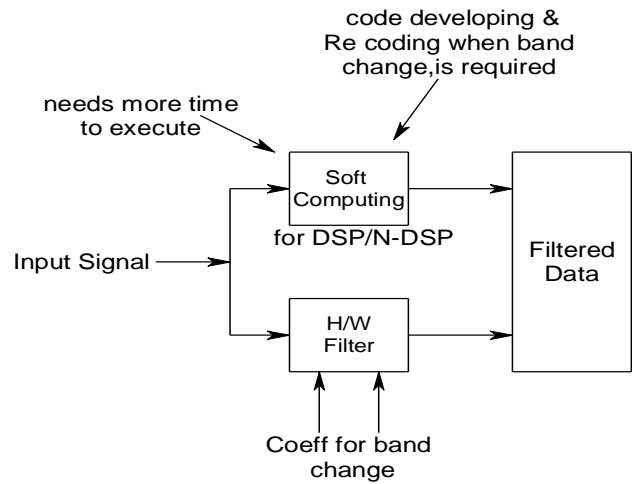 code developing &
Re coding when band
change,is required
needs more time
to execute
Soft
Computing
for DSP/N-DSP
Input Signal
Filtered
Data
H/W
Filter
Coeff for band
change